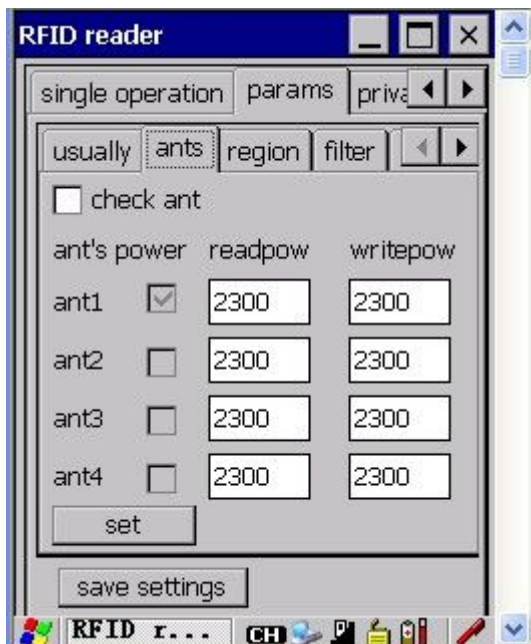 RFID reader
single operation params priva
usually ants region filter
check ant
ant's power readpow writepow
ant1 2300 2300
ant2 2300 2300
ant3 2300 2300
ant4 2300 2300
set
save settings
RFID r... CH